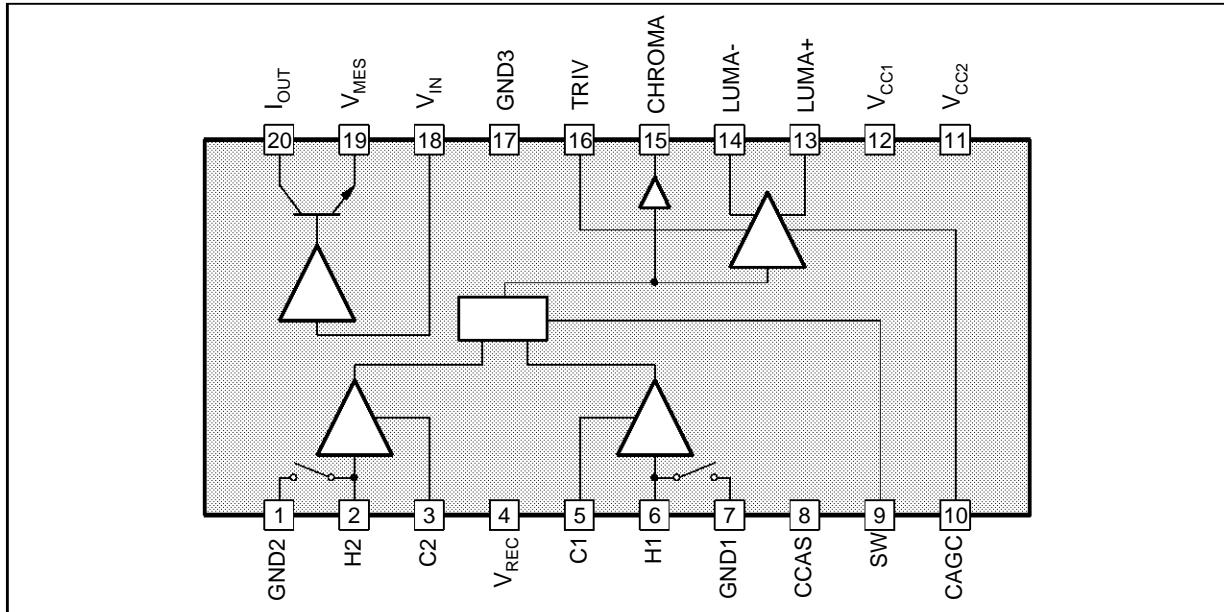 I_OUT V_MES V_IN GND3 TRIV CHROMA LUMA- LUMA+ V_CC1 V_CC2
20 19 18 17 16 15 14 13 12 11
1 2 3 4 5 6 7 8 9 10
GND2 H2 C2 V_REC C1 H1 GND1 CCAS SW CAGC